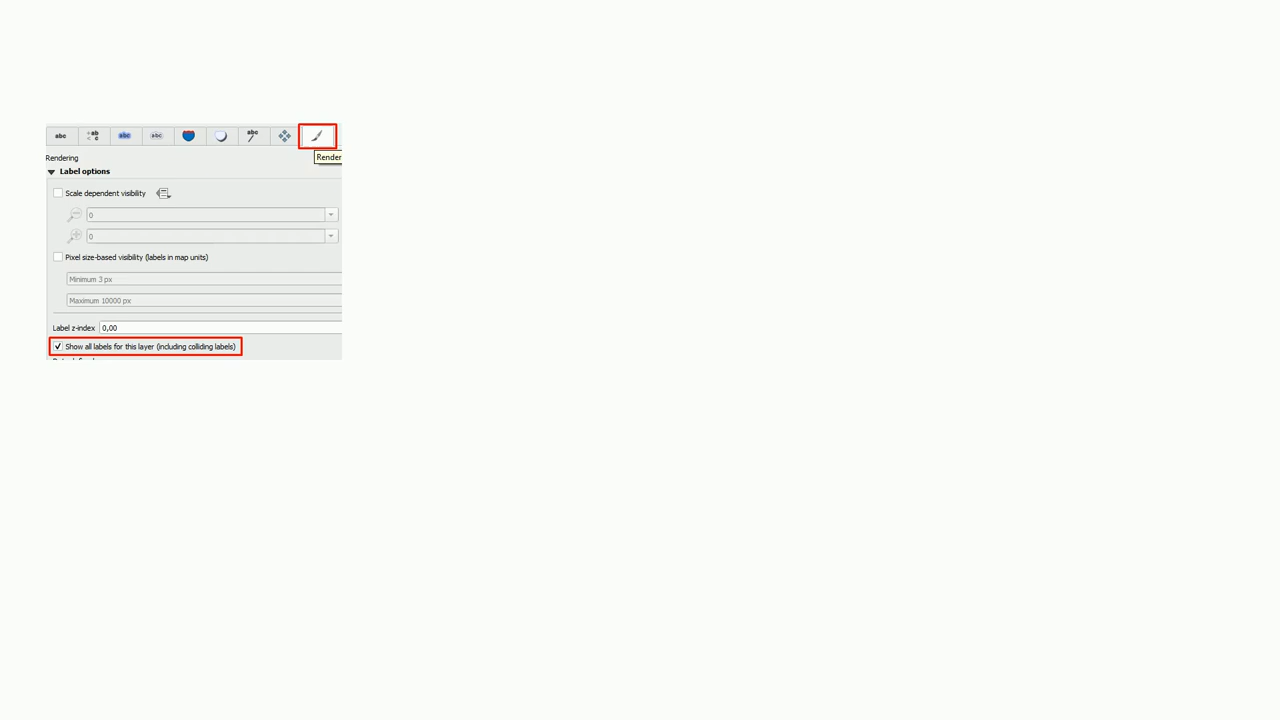 abc +ab < c abc abc abc
Render
Rendering
Label options
Scale dependent visibility
0
0
Pixel size-based visibility (labels in map units)
Minimum 3 px
Maximum 10000 px
Label z-index 0,00
Show all labels for this layer (including colliding labels)